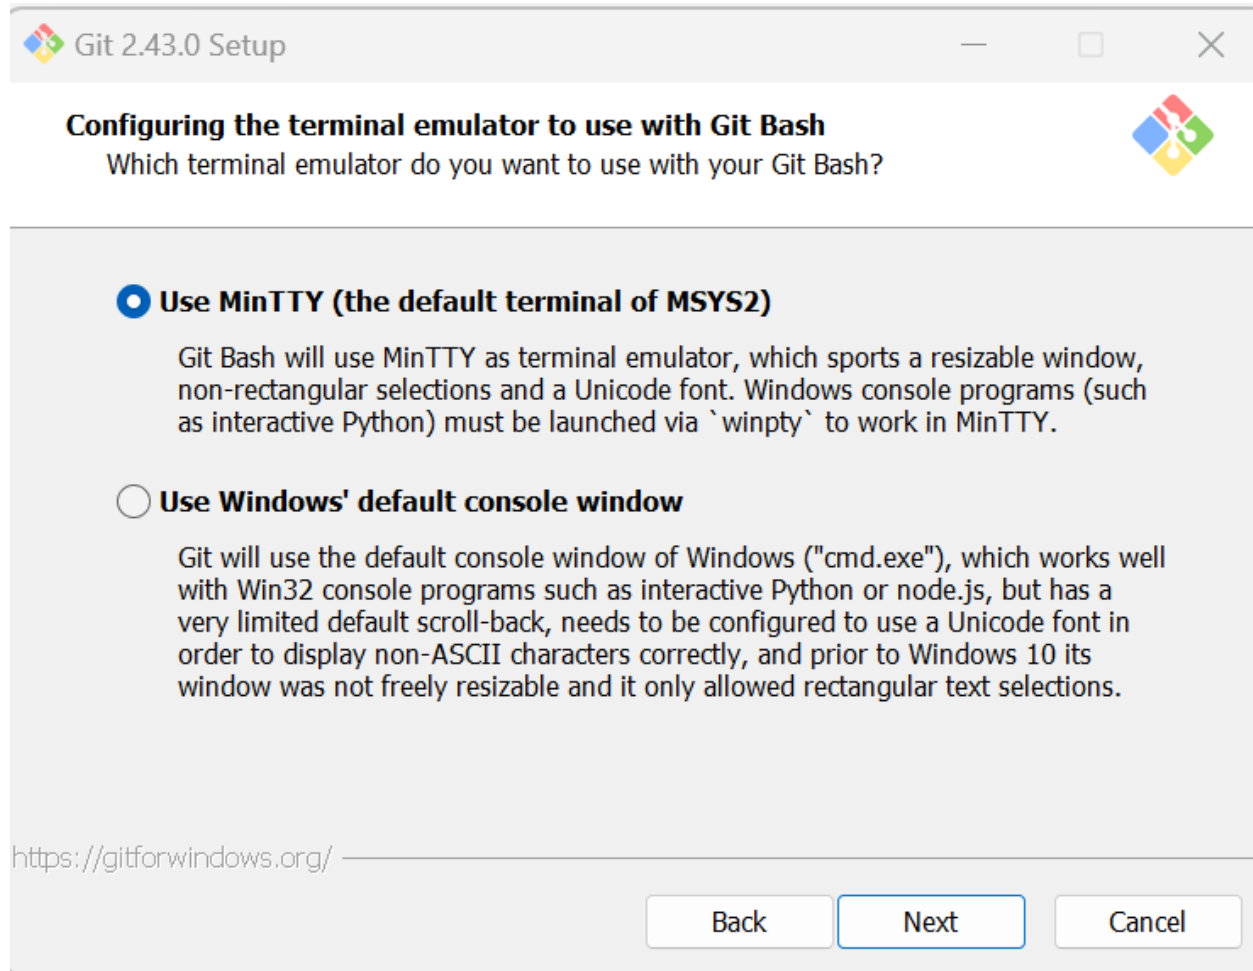 Git 2.43.0 Setup
Configuring the terminal emulator to use with Git Bash
Which terminal emulator do you want to use with your Git Bash?
Use MinTTY (the default terminal of MSYS2)
Git Bash will use MinTTY as terminal emulator, which sports a resizable window,
non-rectangular selections and a Unicode font. Windows console programs (such
as interactive Python) must be launched via `winpty` to work in MinTTY.
Use Windows' default console window
Git will use the default console window of Windows ("cmd.exe"), which works well
with Win32 console programs such as interactive Python or node.js, but has a
very limited default scroll-back, needs to be configured to use a Unicode font in
order to display non-ASCII characters correctly, and prior to Windows 10 its
window was not freely resizable and it only allowed rectangular text selections.
https://gitforwindows.org/
Back Next Cancel